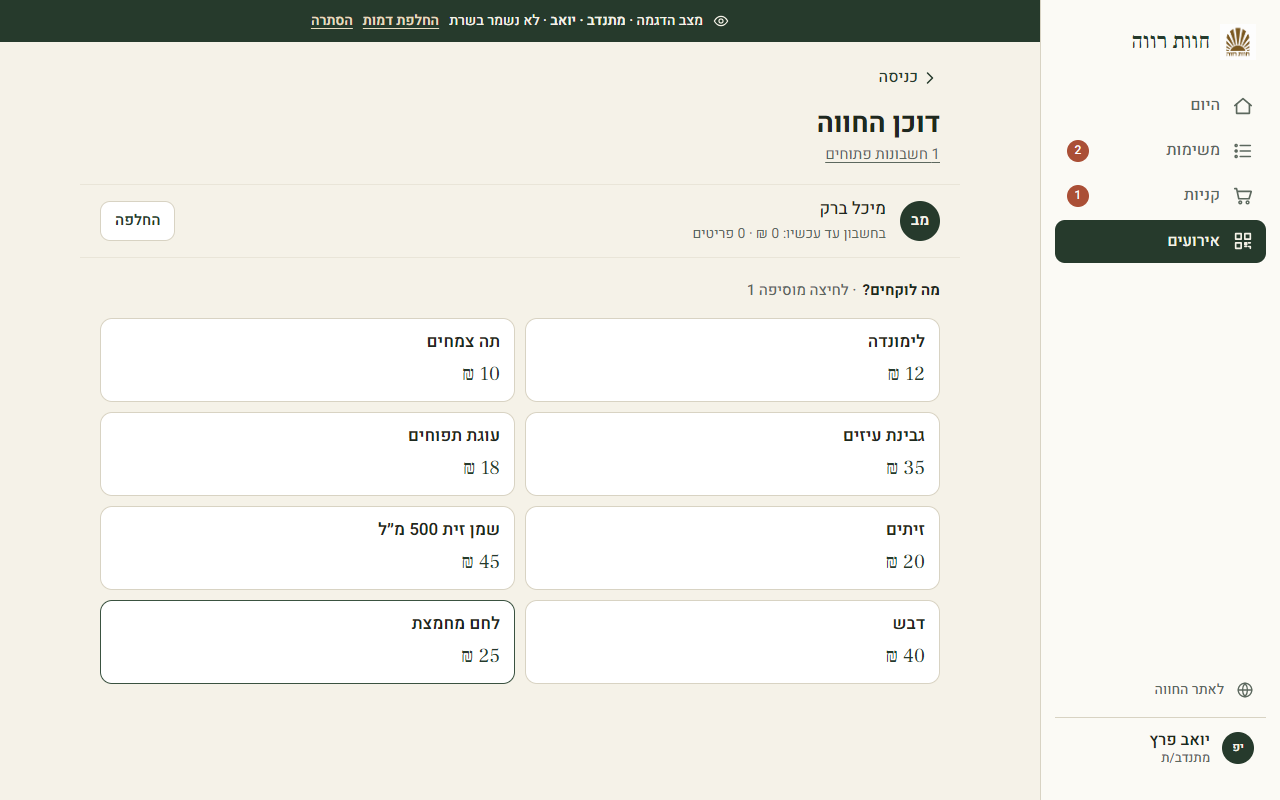 מצב הדגמה · מתנדב · יואב · לא נשמר בשרת החלפת דמות הסתרה
חוות רווה
היום
משימות 2
קניות 1
אירועים
לאתר החווה
יפ
יואב פרץ
מתנדב/ת
כניסה
דוכן החווה
1 חשבונות פתוחים
מב
מיכל ברק
בחשבון עד עכשיו: 0 ₪ · 0 פריטים
החלפה
מה לוקחים? · לחיצה מוסיפה 1
לימונדה
12 ₪
תה צמחים
10 ₪
גבינת עיזים
35 ₪
עוגת תפוחים
18 ₪
זיתים
20 ₪
שמן זית 500 מ״ל
45 ₪
דבש
40 ₪
לחם מחמצת
25 ₪